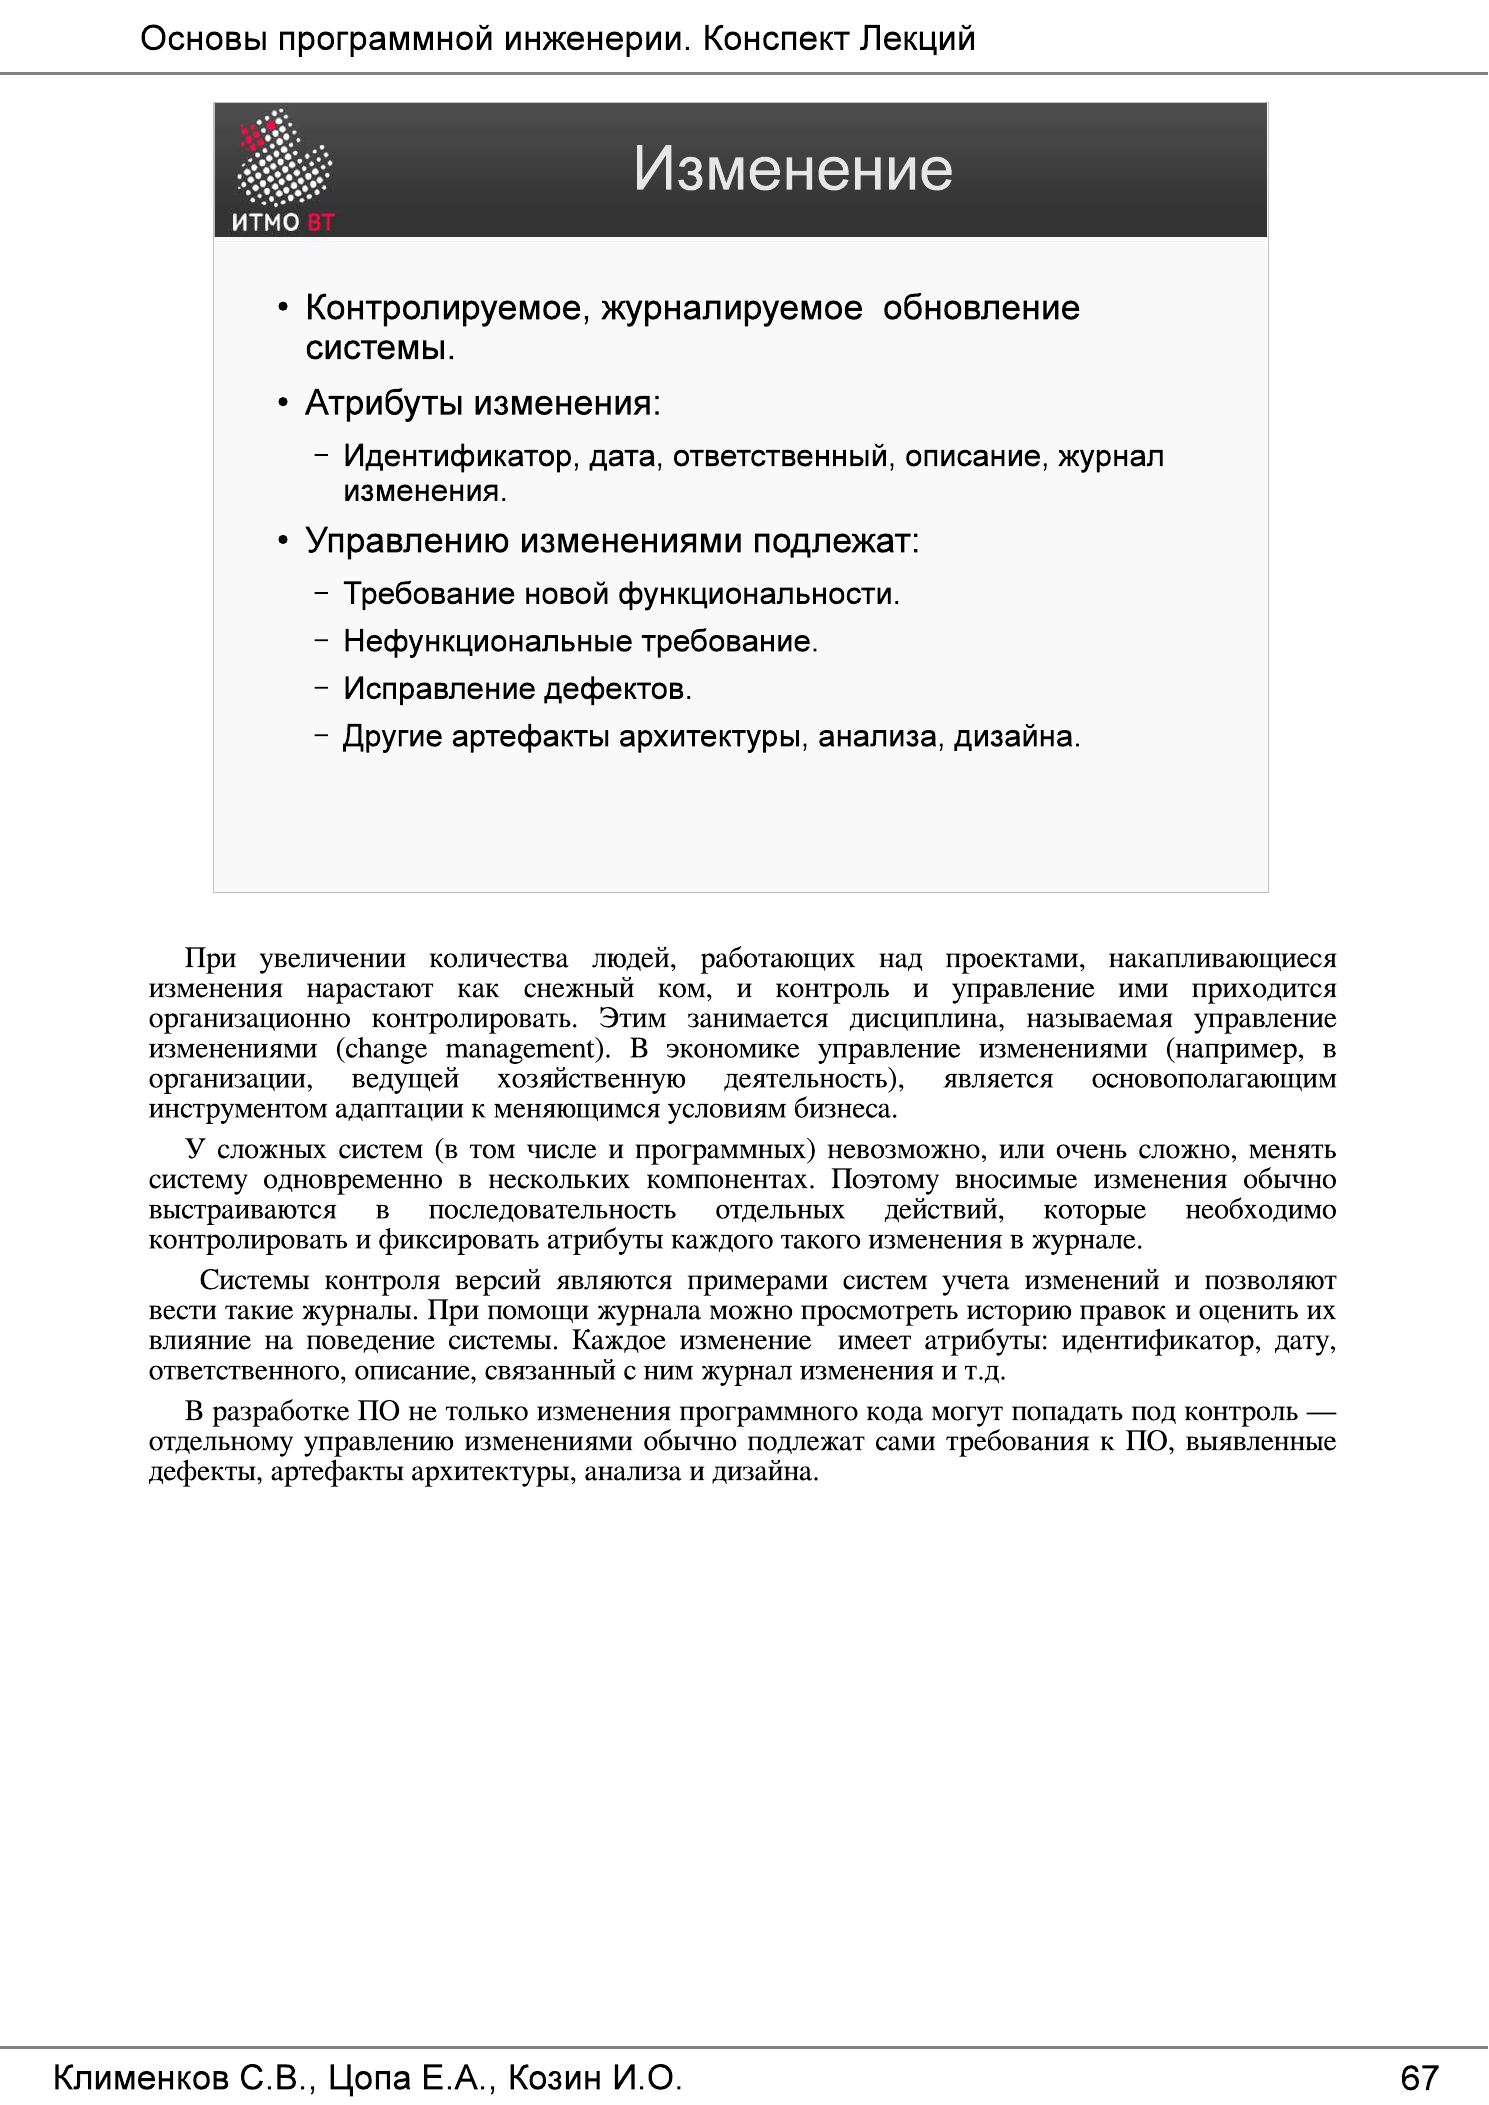 Основы программной инженерии. Конспект Лекций
ИТМО ВТ
Изменение
• Контролируемое, журналируемое  обновление
системы.
• Атрибуты изменения:
– Идентификатор, дата, ответственный, описание, журнал
изменения.
• Управлению изменениями подлежат:
– Требование новой функциональности.
– Нефункциональные требование.
– Исправление дефектов.
– Другие артефакты архитектуры, анализа, дизайна.
При увеличении количества людей, работающих над проектами, накапливающиеся
изменения нарастают как снежный ком, и контроль и управление ими приходится
организационно контролировать. Этим занимается дисциплина, называемая управление
изменениями (change management). В экономике управление изменениями (например, в
организации, ведущей хозяйственную деятельность), является основополагающим
инструментом адаптации к меняющимся условиям бизнеса.
У сложных систем (в том числе и программных) невозможно, или очень сложно, менять
систему одновременно в нескольких компонентах. Поэтому вносимые изменения обычно
выстраиваются в последовательность отдельных действий, которые необходимо
контролировать и фиксировать атрибуты каждого такого изменения в журнале.
Системы контроля версий являются примерами систем учета изменений и позволяют
вести такие журналы. При помощи журнала можно просмотреть историю правок и оценить их
влияние на поведение системы. Каждое изменение  имеет атрибуты: идентификатор, дату,
ответственного, описание, связанный с ним журнал изменения и т.д.
В разработке ПО не только изменения программного кода могут попадать под контроль —
отдельному управлению изменениями обычно подлежат сами требования к ПО, выявленные
дефекты, артефакты архитектуры, анализа и дизайна.
Клименков С.В., Цопа Е.А., Козин И.О.
67